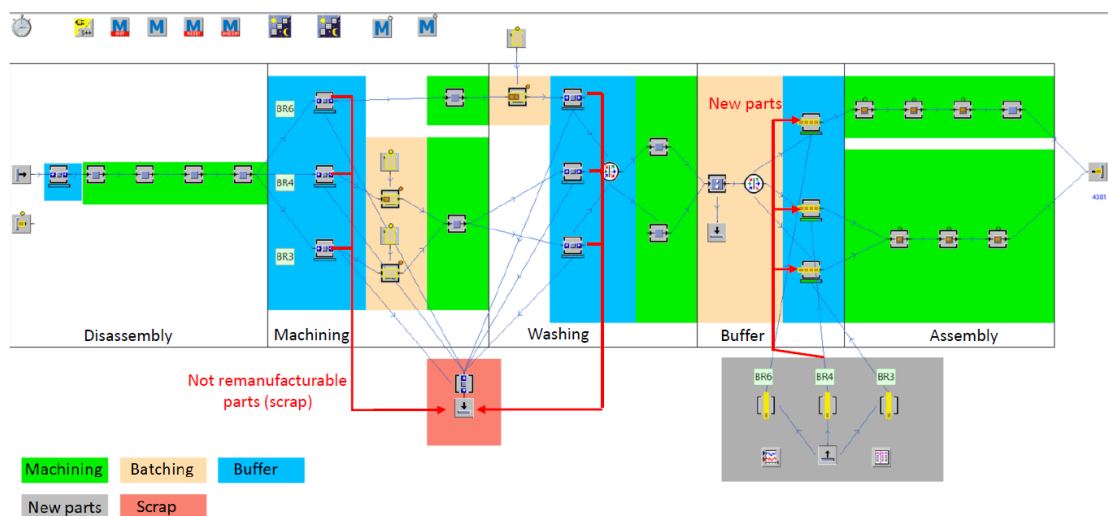 BR6
BR4
BR3
New parts
4381
Disassembly
Machining
Washing
Buffer
Assembly
Not remanufacturable
parts (scrap)
BR6
BR4
BR3
Machining
Batching
Buffer
New parts
Scrap